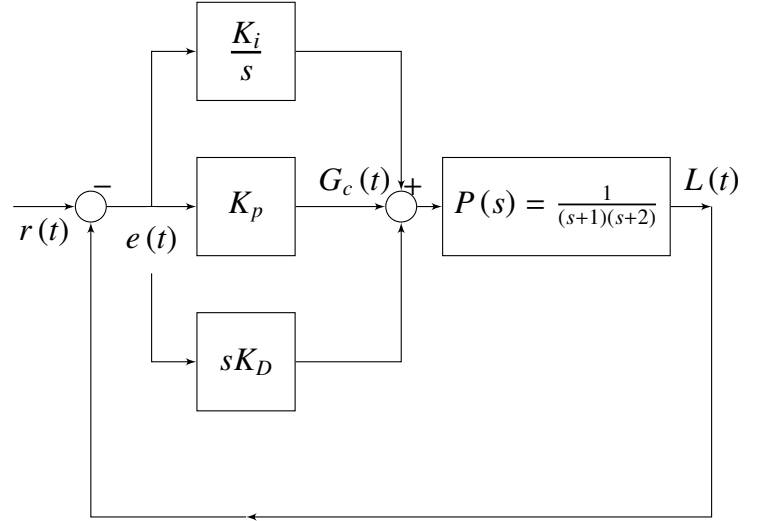 K_i
s
−
r(t)
e(t)
K_p
G_c(t)
+
P(s) = 1/((s+1)(s+2))
L(t)
sK_D